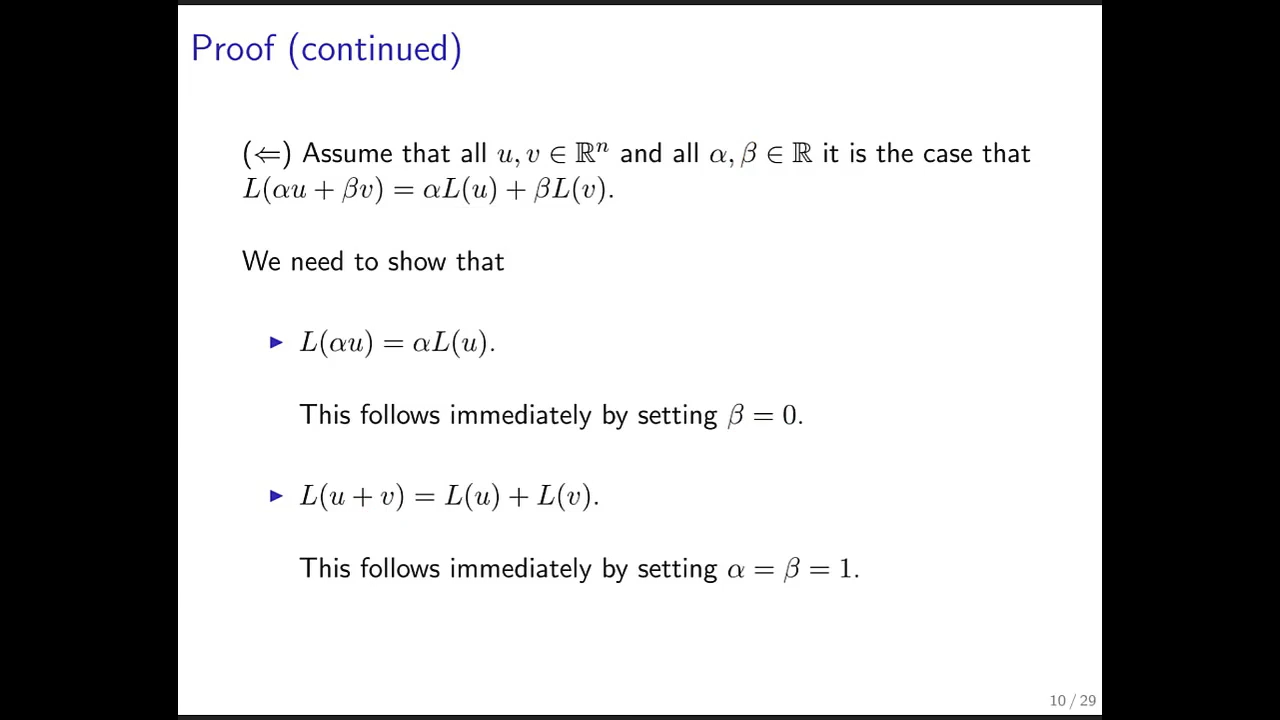 Proof (continued)
(⇐) Assume that all u, v ∈ ℝⁿ and all α, β ∈ ℝ it is the case that
L(αu + βv) = αL(u) + βL(v).
We need to show that
▶ L(αu) = αL(u).
This follows immediately by setting β = 0.
▶ L(u + v) = L(u) + L(v).
This follows immediately by setting α = β = 1.
10 / 29